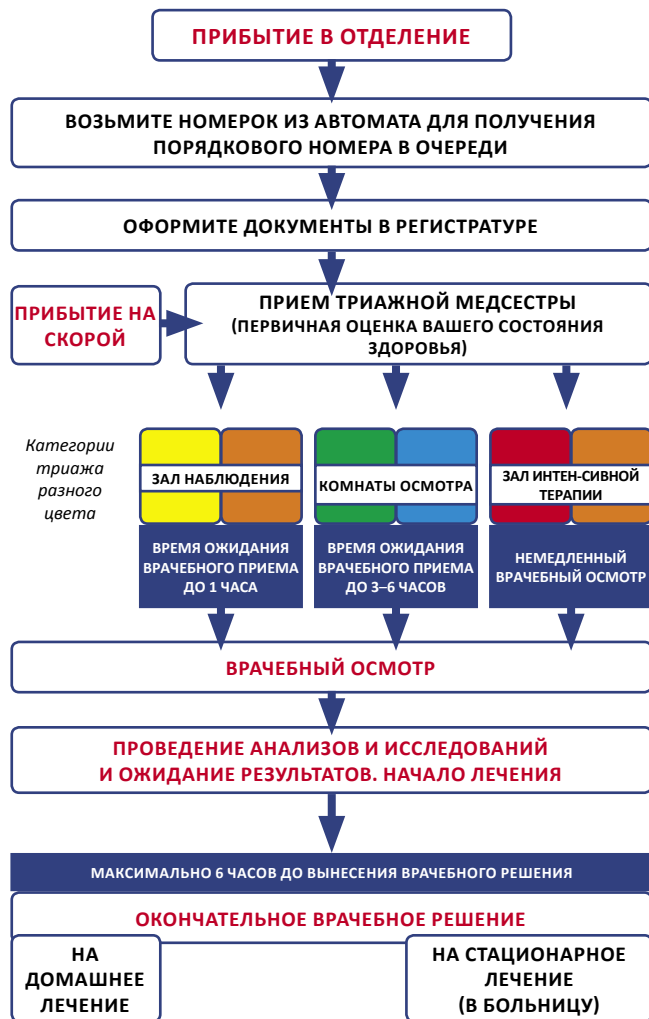 ПРИБЫТИЕ В ОТДЕЛЕНИЕ
ВОЗЬМИТЕ НОМЕРОК ИЗ АВТОМАТА ДЛЯ ПОЛУЧЕНИЯ
ПОРЯДКОВОГО НОМЕРА В ОЧЕРЕДИ
ОФОРМИТЕ ДОКУМЕНТЫ В РЕГИСТРАТУРЕ
ПРИБЫТИЕ НА
СКОРОЙ
ПРИЕМ ТРИАЖНОЙ МЕДСЕСТРЫ
(ПЕРВИЧНАЯ ОЦЕНКА ВАШЕГО СОСТОЯНИЯ
ЗДОРОВЬЯ)
Категории
триажа
разного
цвета
ЗАЛ НАБЛЮДЕНИЯ
ВРЕМЯ ОЖИДАНИЯ
ВРАЧЕБНОГО ПРИЕМА
ДО 1 ЧАСА
КОМНАТЫ ОСМОТРА
ВРЕМЯ ОЖИДАНИЯ
ВРАЧЕБНОГО ПРИЕМА
ДО 3–6 ЧАСОВ
ЗАЛ ИНТЕН-СИВНОЙ
ТЕРАПИИ
НЕМЕДЛЕННЫЙ
ВРАЧЕБНЫЙ ОСМОТР
ВРАЧЕБНЫЙ ОСМОТР
ПРОВЕДЕНИЕ АНАЛИЗОВ И ИССЛЕДОВАНИЙ
И ОЖИДАНИЕ РЕЗУЛЬТАТОВ. НАЧАЛО ЛЕЧЕНИЯ
МАКСИМАЛЬНО 6 ЧАСОВ ДО ВЫНЕСЕНИЯ ВРАЧЕБНОГО РЕШЕНИЯ
ОКОНЧАТЕЛЬНОЕ ВРАЧЕБНОЕ РЕШЕНИЕ
НА
ДОМАШНЕЕ
ЛЕЧЕНИЕ
НА СТАЦИОНАРНОЕ
ЛЕЧЕНИЕ
(В БОЛЬНИЦУ)